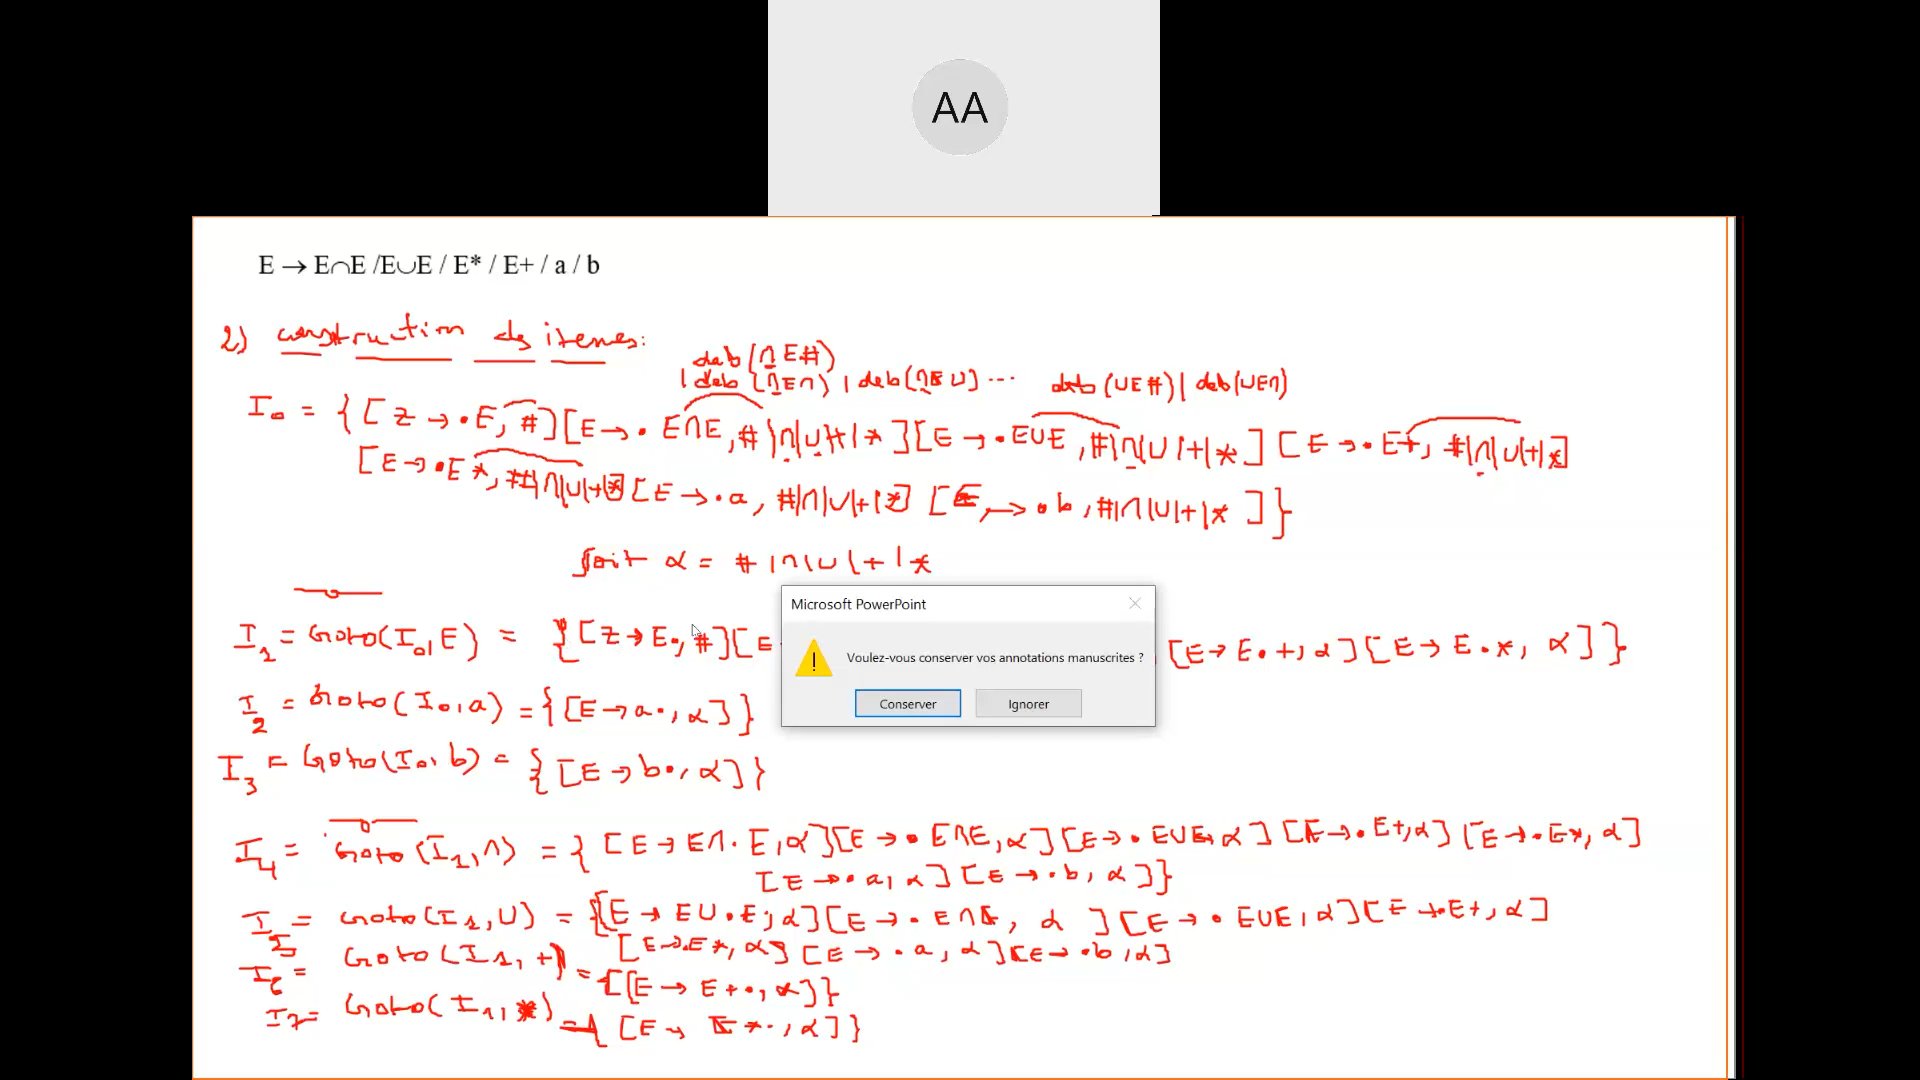 AA
E → E∩E /E∪E / E* / E+ / a / b
2) construction des itemes:
deb (∩E#)
| deb (∩E∩) | deb(∩E∪) ... deb (∪E#) | deb(∪E∩)
I₀ = { [ Z → •E, # ] [E → • E∩E, #|∩|∪|+|* ] [ E → • E∪E, #|∩|∪|+|* ] [ E → • E+, #|∩|∪|+|*]
[E → •E*, #|∩|∪|+|*] [E → •a, #|∩|∪|+|*] [E → •b, #|∩|∪|+|* ] }
soit α = # |∩|∪|+|*
I₁ = Goto(I₀, E) = { [Z → E•, #] [E [E → E•+, α] [E → E•*, α] }
I₂ = Goto(I₀, a) = { [E → a•, α] }
I₃ = Goto(I₀, b) = { [E → b•, α] }
I₄ = Goto(I₁, ∩) = { [E → E∩•E, α] [E → •E∩E, α] [E → •E∪E, α] [E → •E+, α] [E → •E*, α]
[E → •a, α] [E → •b, α] }
I₅ = Goto(I₁, ∪) = { [E → E∪•E, α] [E → •E∩E, α ] [E → •E∪E, α] [E → •E+, α]
[E → •E*, α] [E → •a, α] [E → •b, α]
I₆ = Goto(I₁, +) = { [E → E+•, α] }
I₇ = Goto(I₁, *) = { [E → E*•, α] }
Microsoft PowerPoint
Voulez-vous conserver vos annotations manuscrites ?
Conserver Ignorer